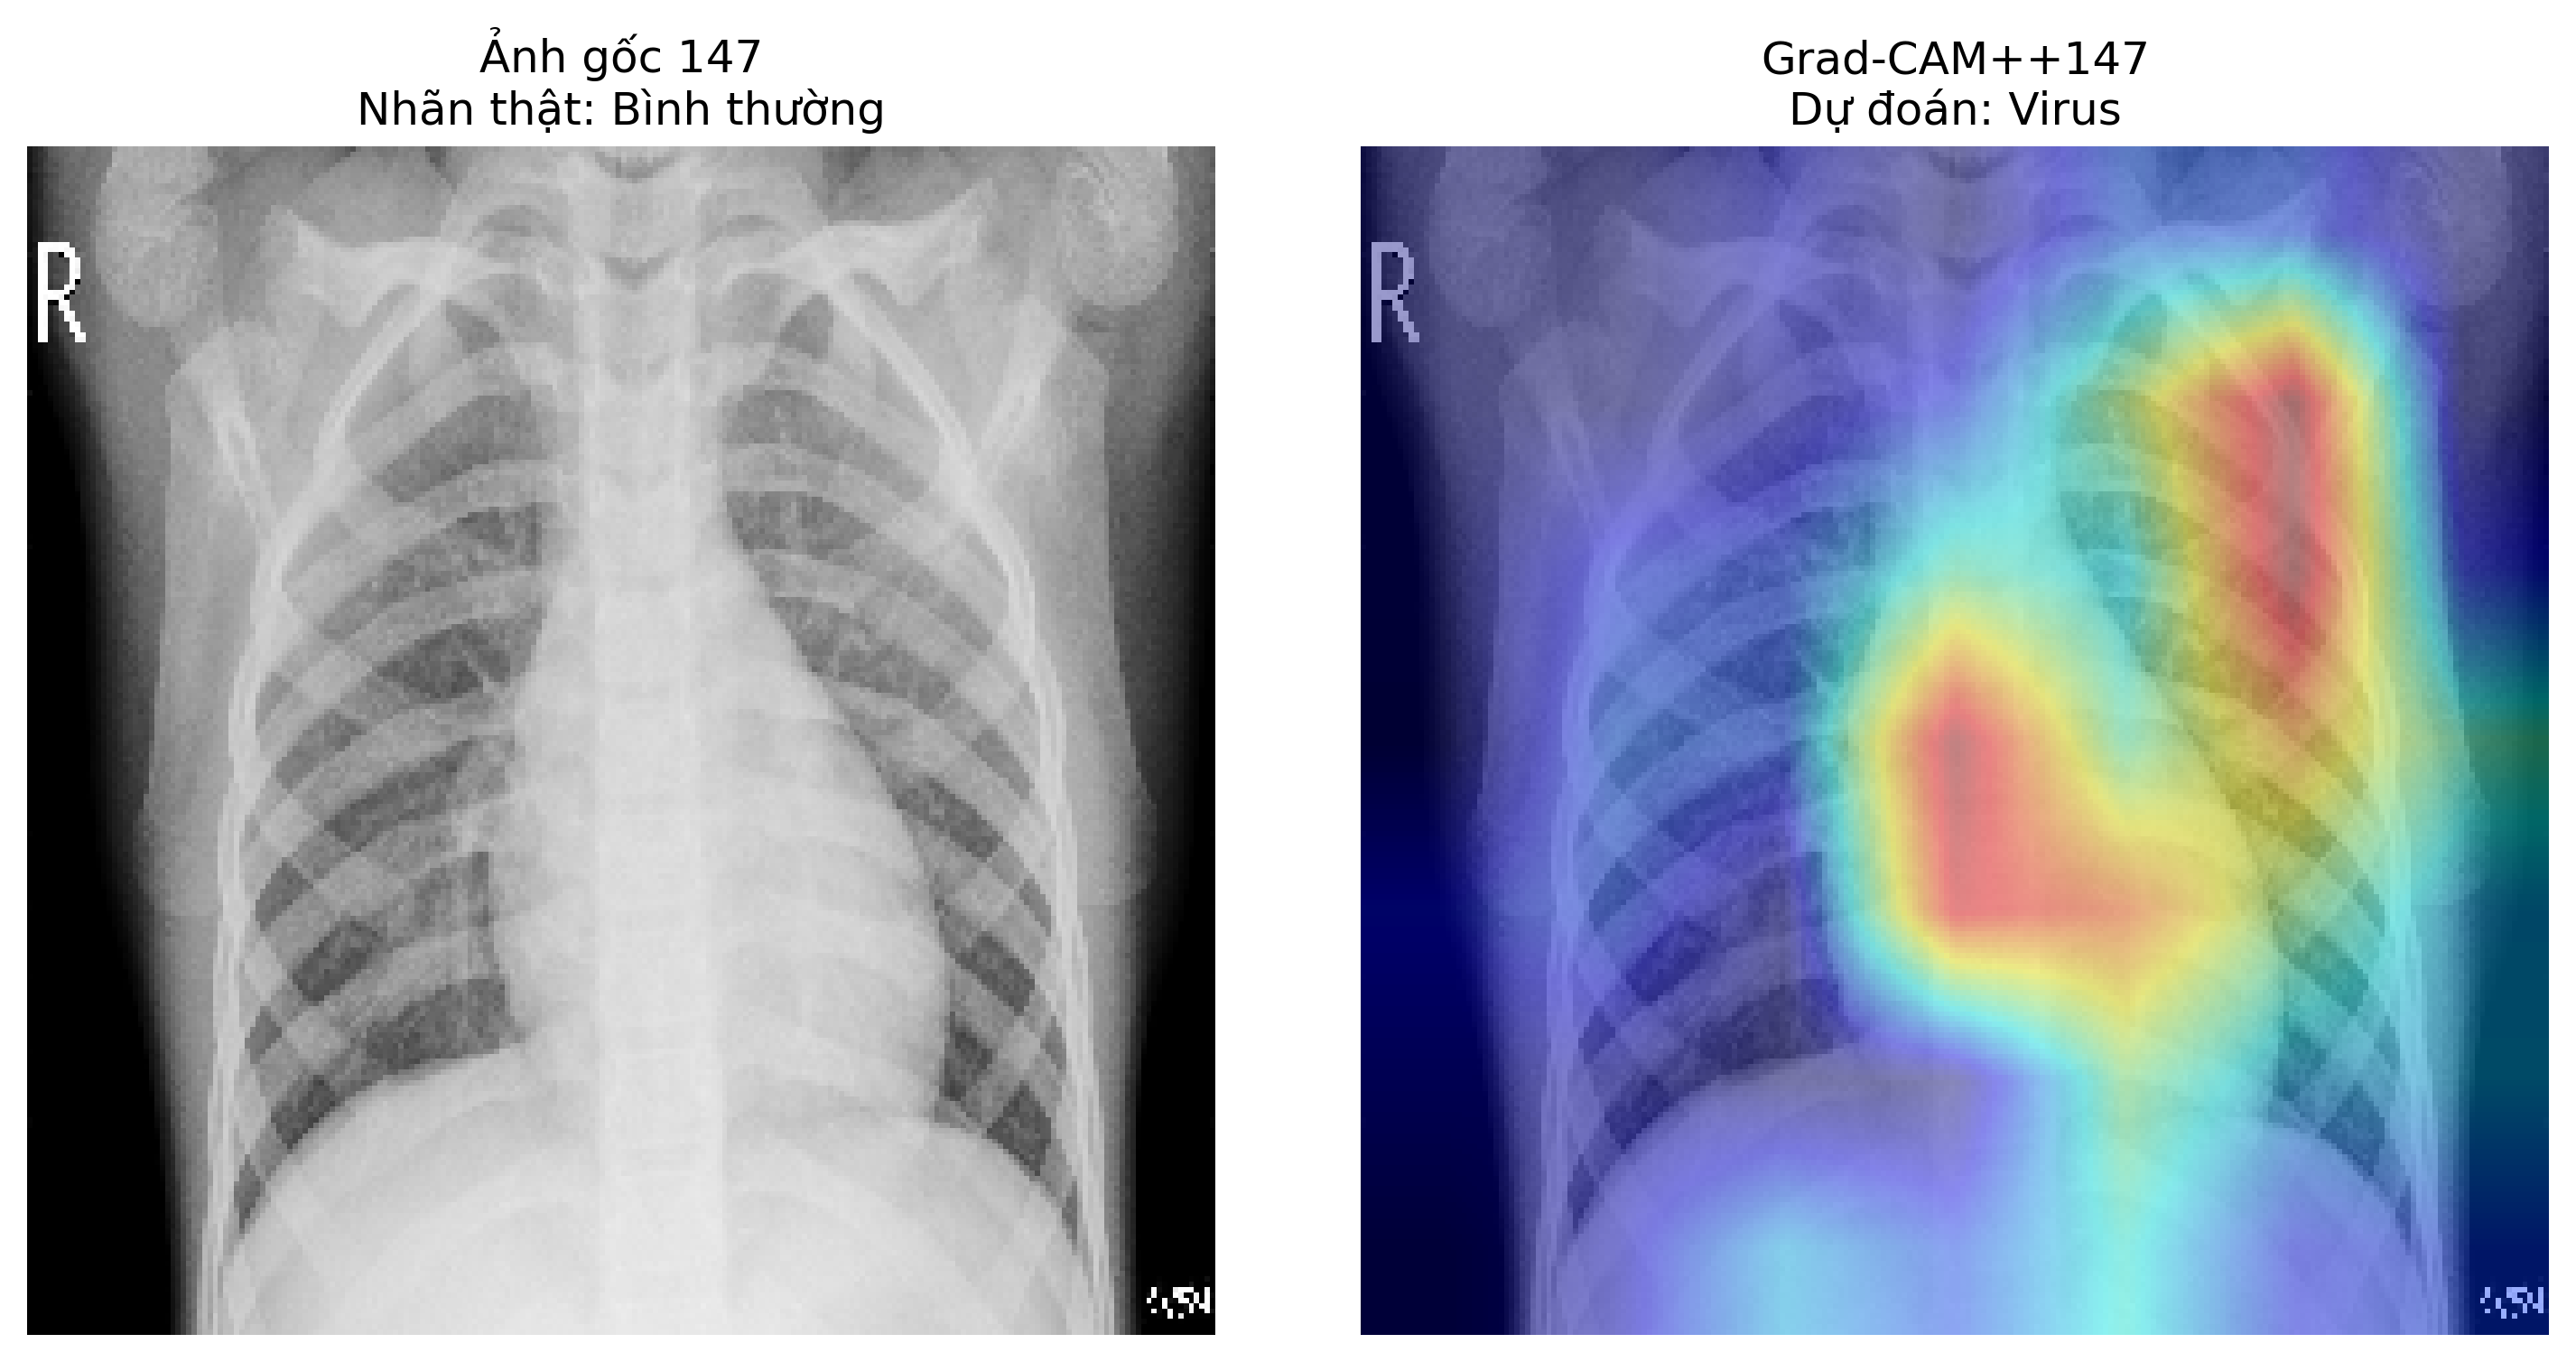 Ảnh gốc 147
Nhãn thật: Bình thường
Grad-CAM++147
Dự đoán: Virus
R
R